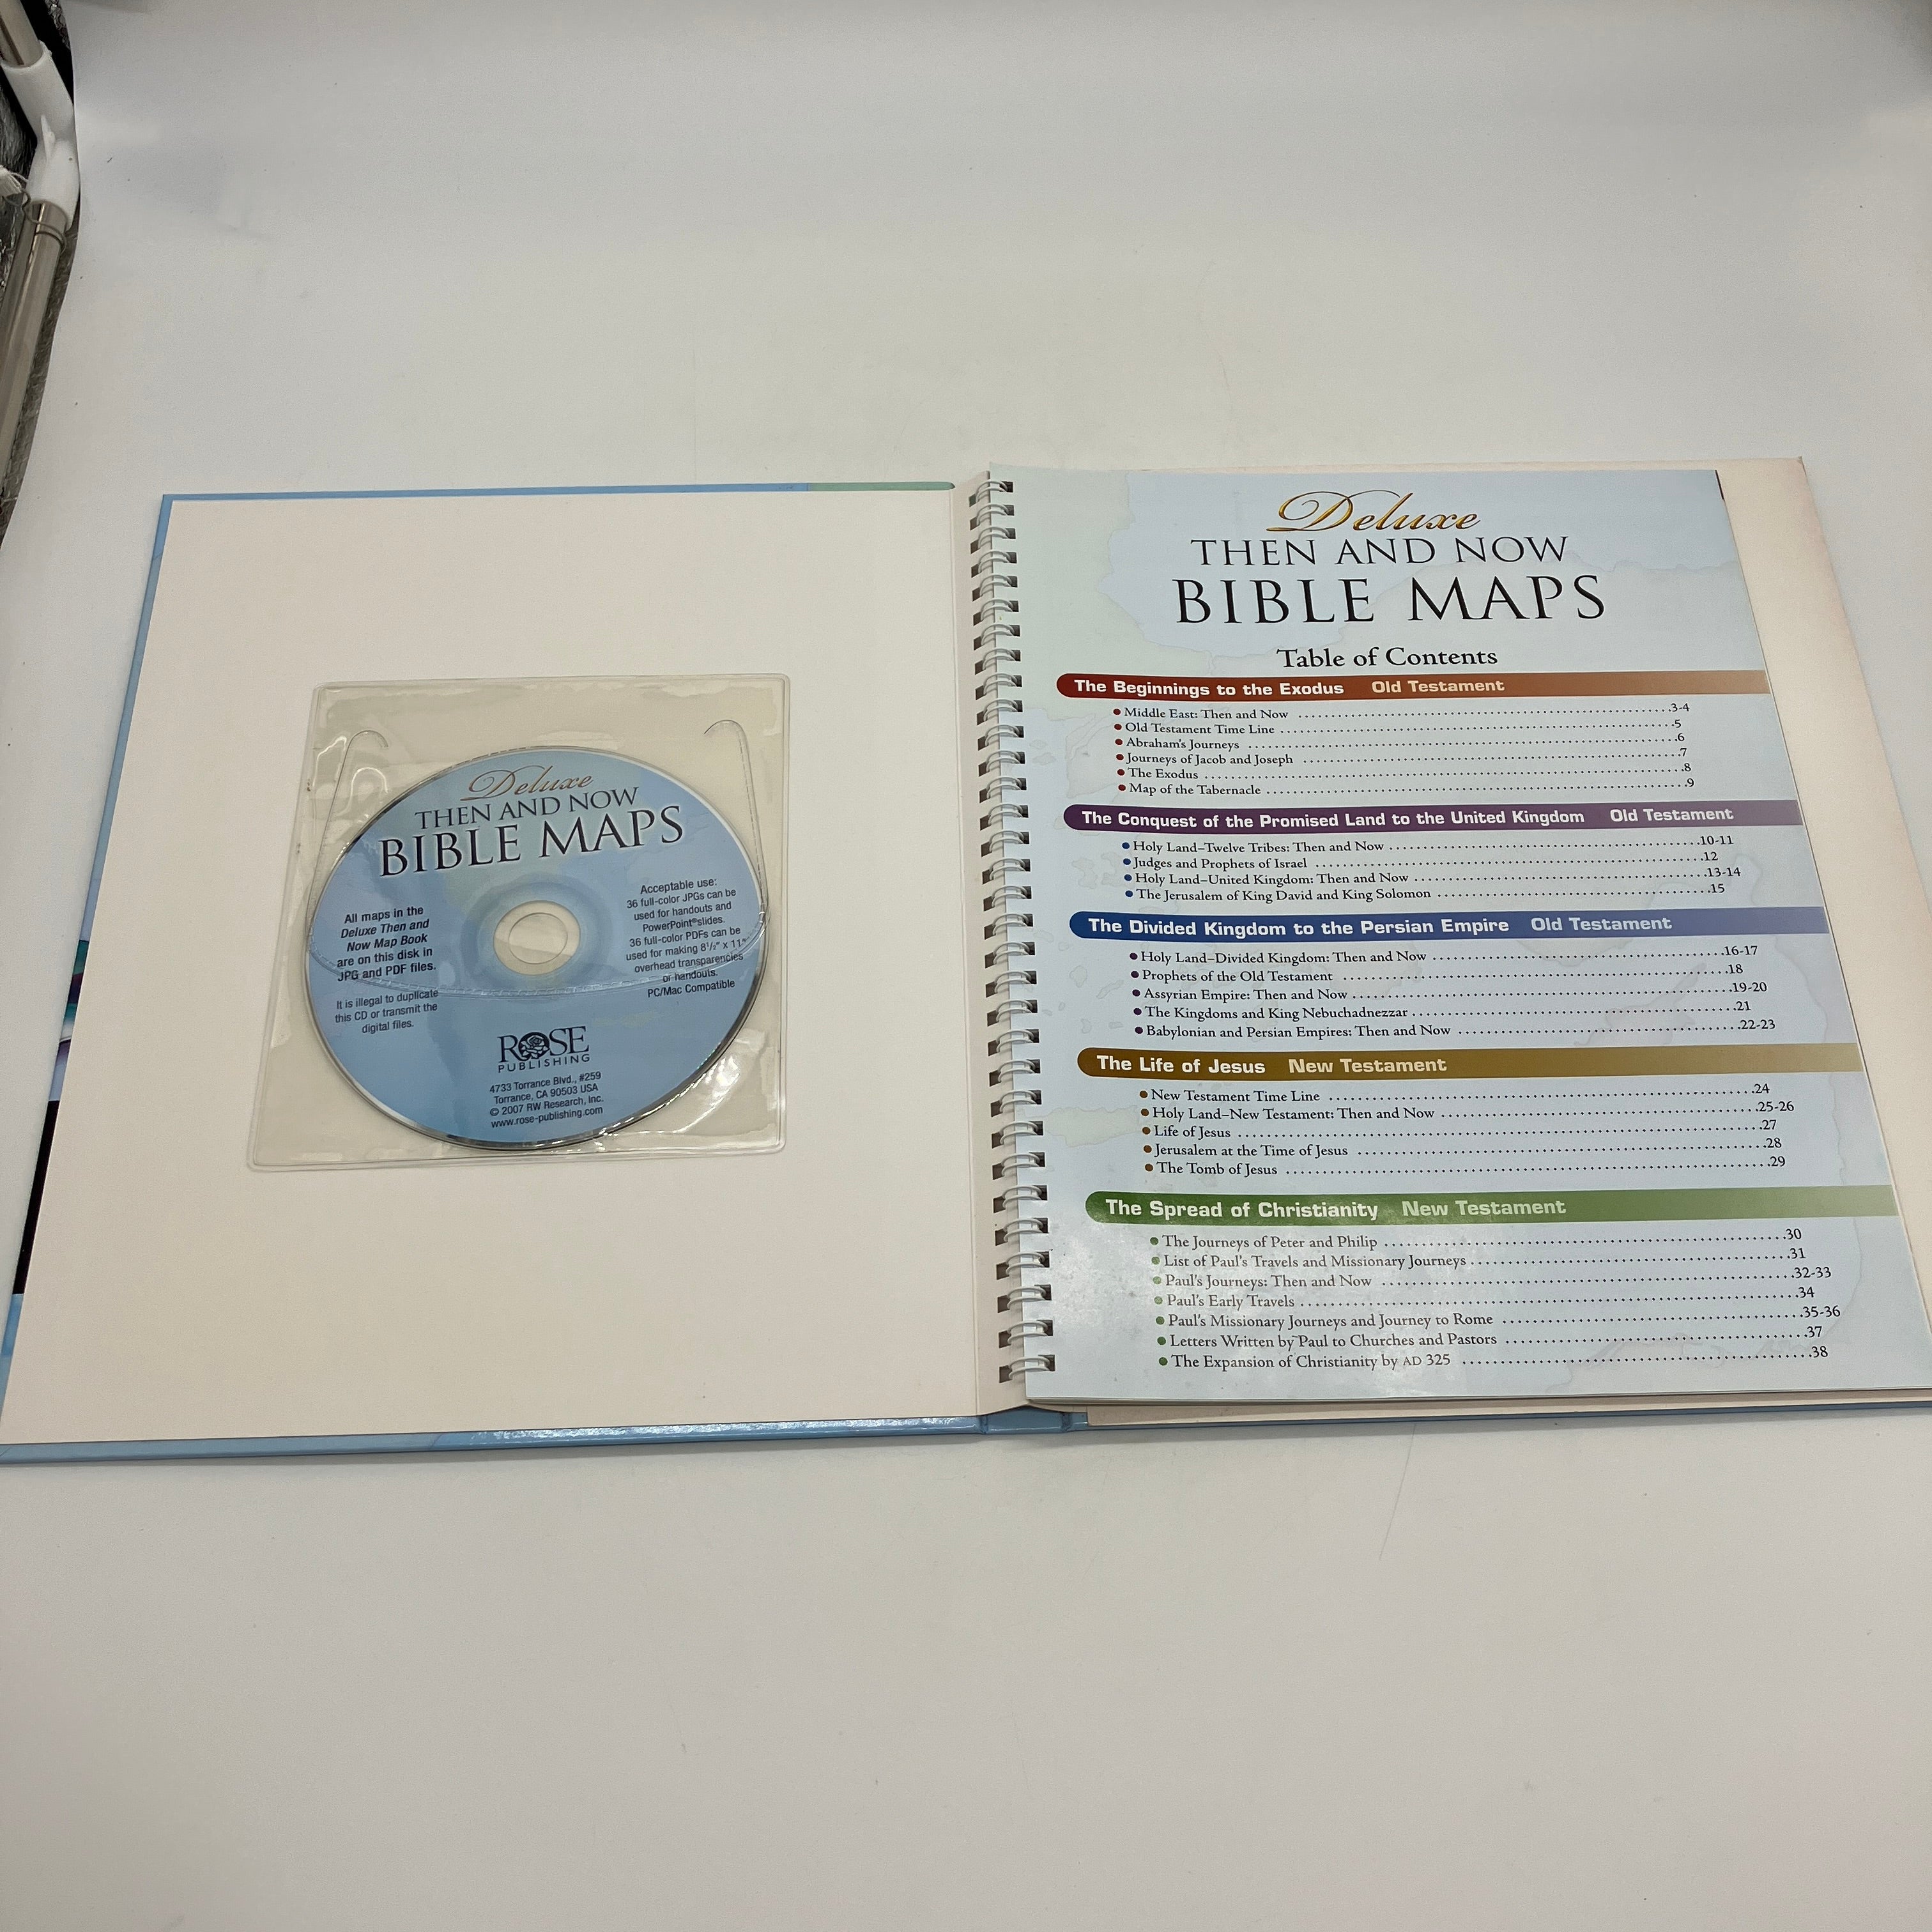 Deluxe
THEN AND NOW
BIBLE MAPS
All maps in the
Deluxe Then and
Now Map Book
are on this disk in
JPG and PDF files.
It is illegal to duplicate
this CD or transmit the
digital files.
Acceptable use:
36 full-color JPGs can be
used for handouts and
PowerPoint® slides.
36 full-color PDFs can be
used for making 8½" x 11"
overhead transparencies
or handouts.
PC/Mac Compatible
ROSE
PUBLISHING
4733 Torrance Blvd., #259
Torrance, CA 90503 USA
© 2007 RW Research, Inc.
www.rose-publishing.com
Deluxe
THEN AND NOW
BIBLE MAPS
Table of Contents
The Beginnings to the Exodus Old Testament
• Middle East: Then and Now ........ 3-4
• Old Testament Time Line ........ 5
• Abraham's Journeys ........ 6
• Journeys of Jacob and Joseph ........ 7
• The Exodus ........ 8
• Map of the Tabernacle ........ 9
The Conquest of the Promised Land to the United Kingdom Old Testament
• Holy Land–Twelve Tribes: Then and Now ........ 10-11
• Judges and Prophets of Israel ........ 12
• Holy Land–United Kingdom: Then and Now ........ 13-14
• The Jerusalem of King David and King Solomon ........ 15
The Divided Kingdom to the Persian Empire Old Testament
• Holy Land–Divided Kingdom: Then and Now ........ 16-17
• Prophets of the Old Testament ........ 18
• Assyrian Empire: Then and Now ........ 19-20
• The Kingdoms and King Nebuchadnezzar ........ 21
• Babylonian and Persian Empires: Then and Now ........ 22-23
The Life of Jesus New Testament
• New Testament Time Line ........ 24
• Holy Land–New Testament: Then and Now ........ 25-26
• Life of Jesus ........ 27
• Jerusalem at the Time of Jesus ........ 28
• The Tomb of Jesus ........ 29
The Spread of Christianity New Testament
• The Journeys of Peter and Philip ........ 30
• List of Paul's Travels and Missionary Journeys ........ 31
• Paul's Journeys: Then and Now ........ 32-33
• Paul's Early Travels ........ 34
• Paul's Missionary Journeys and Journey to Rome ........ 35-36
• Letters Written by Paul to Churches and Pastors ........ 37
• The Expansion of Christianity by AD 325 ........ 38